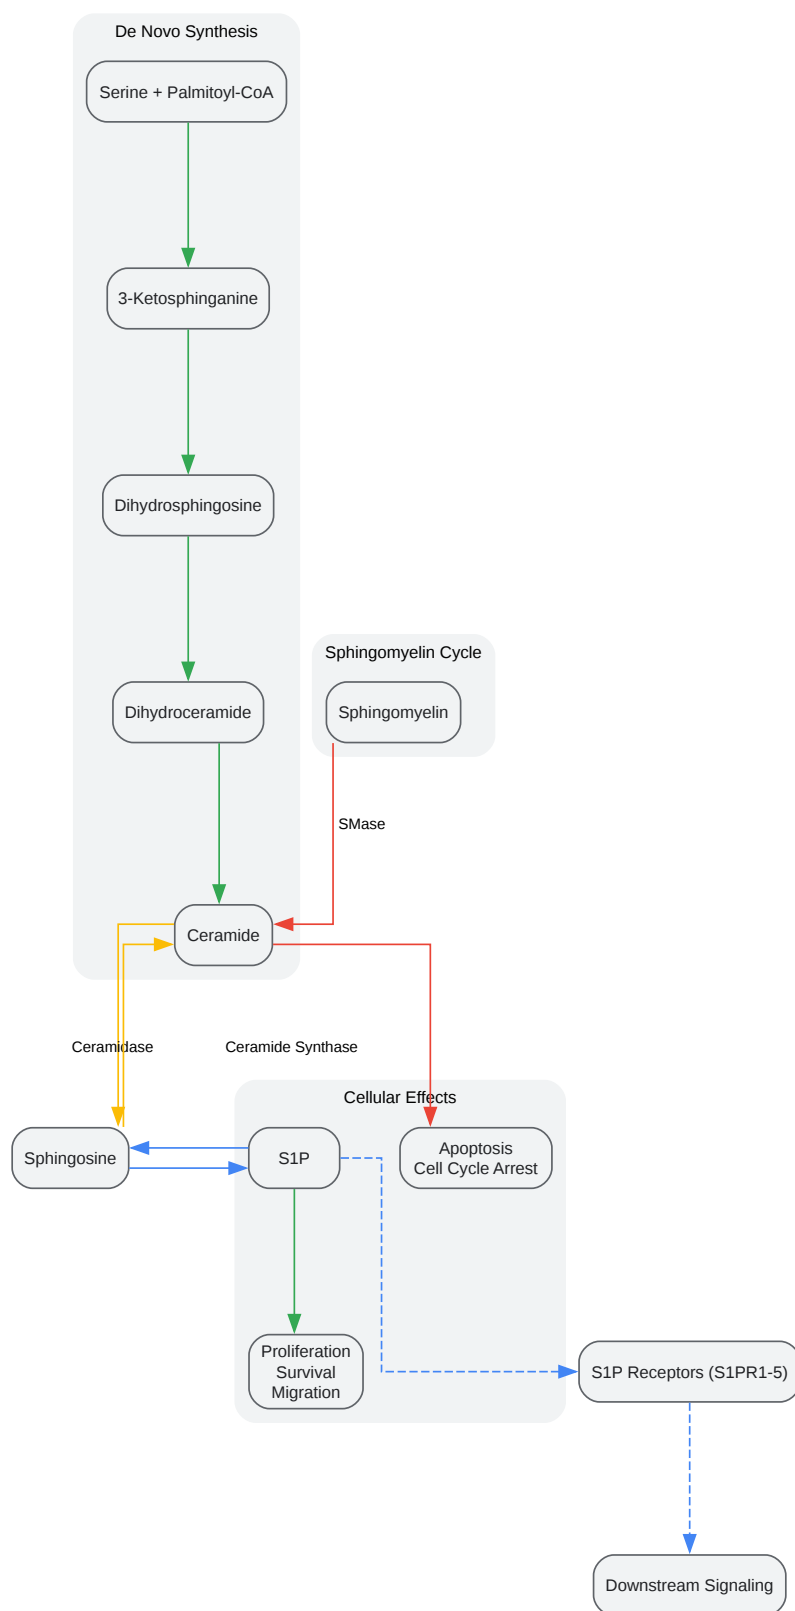 De Novo Synthesis
Serine + Palmitoyl-CoA
3-Ketosphinganine
Dihydrosphingosine
Sphingomyelin Cycle
Dihydroceramide
Sphingomyelin
SMase
Ceramide
Ceramidase
Ceramide Synthase
Cellular Effects
Sphingosine
S1P
Apoptosis
Cell Cycle Arrest
Proliferation
Survival
Migration
S1P Receptors (S1PR1-5)
Downstream Signaling